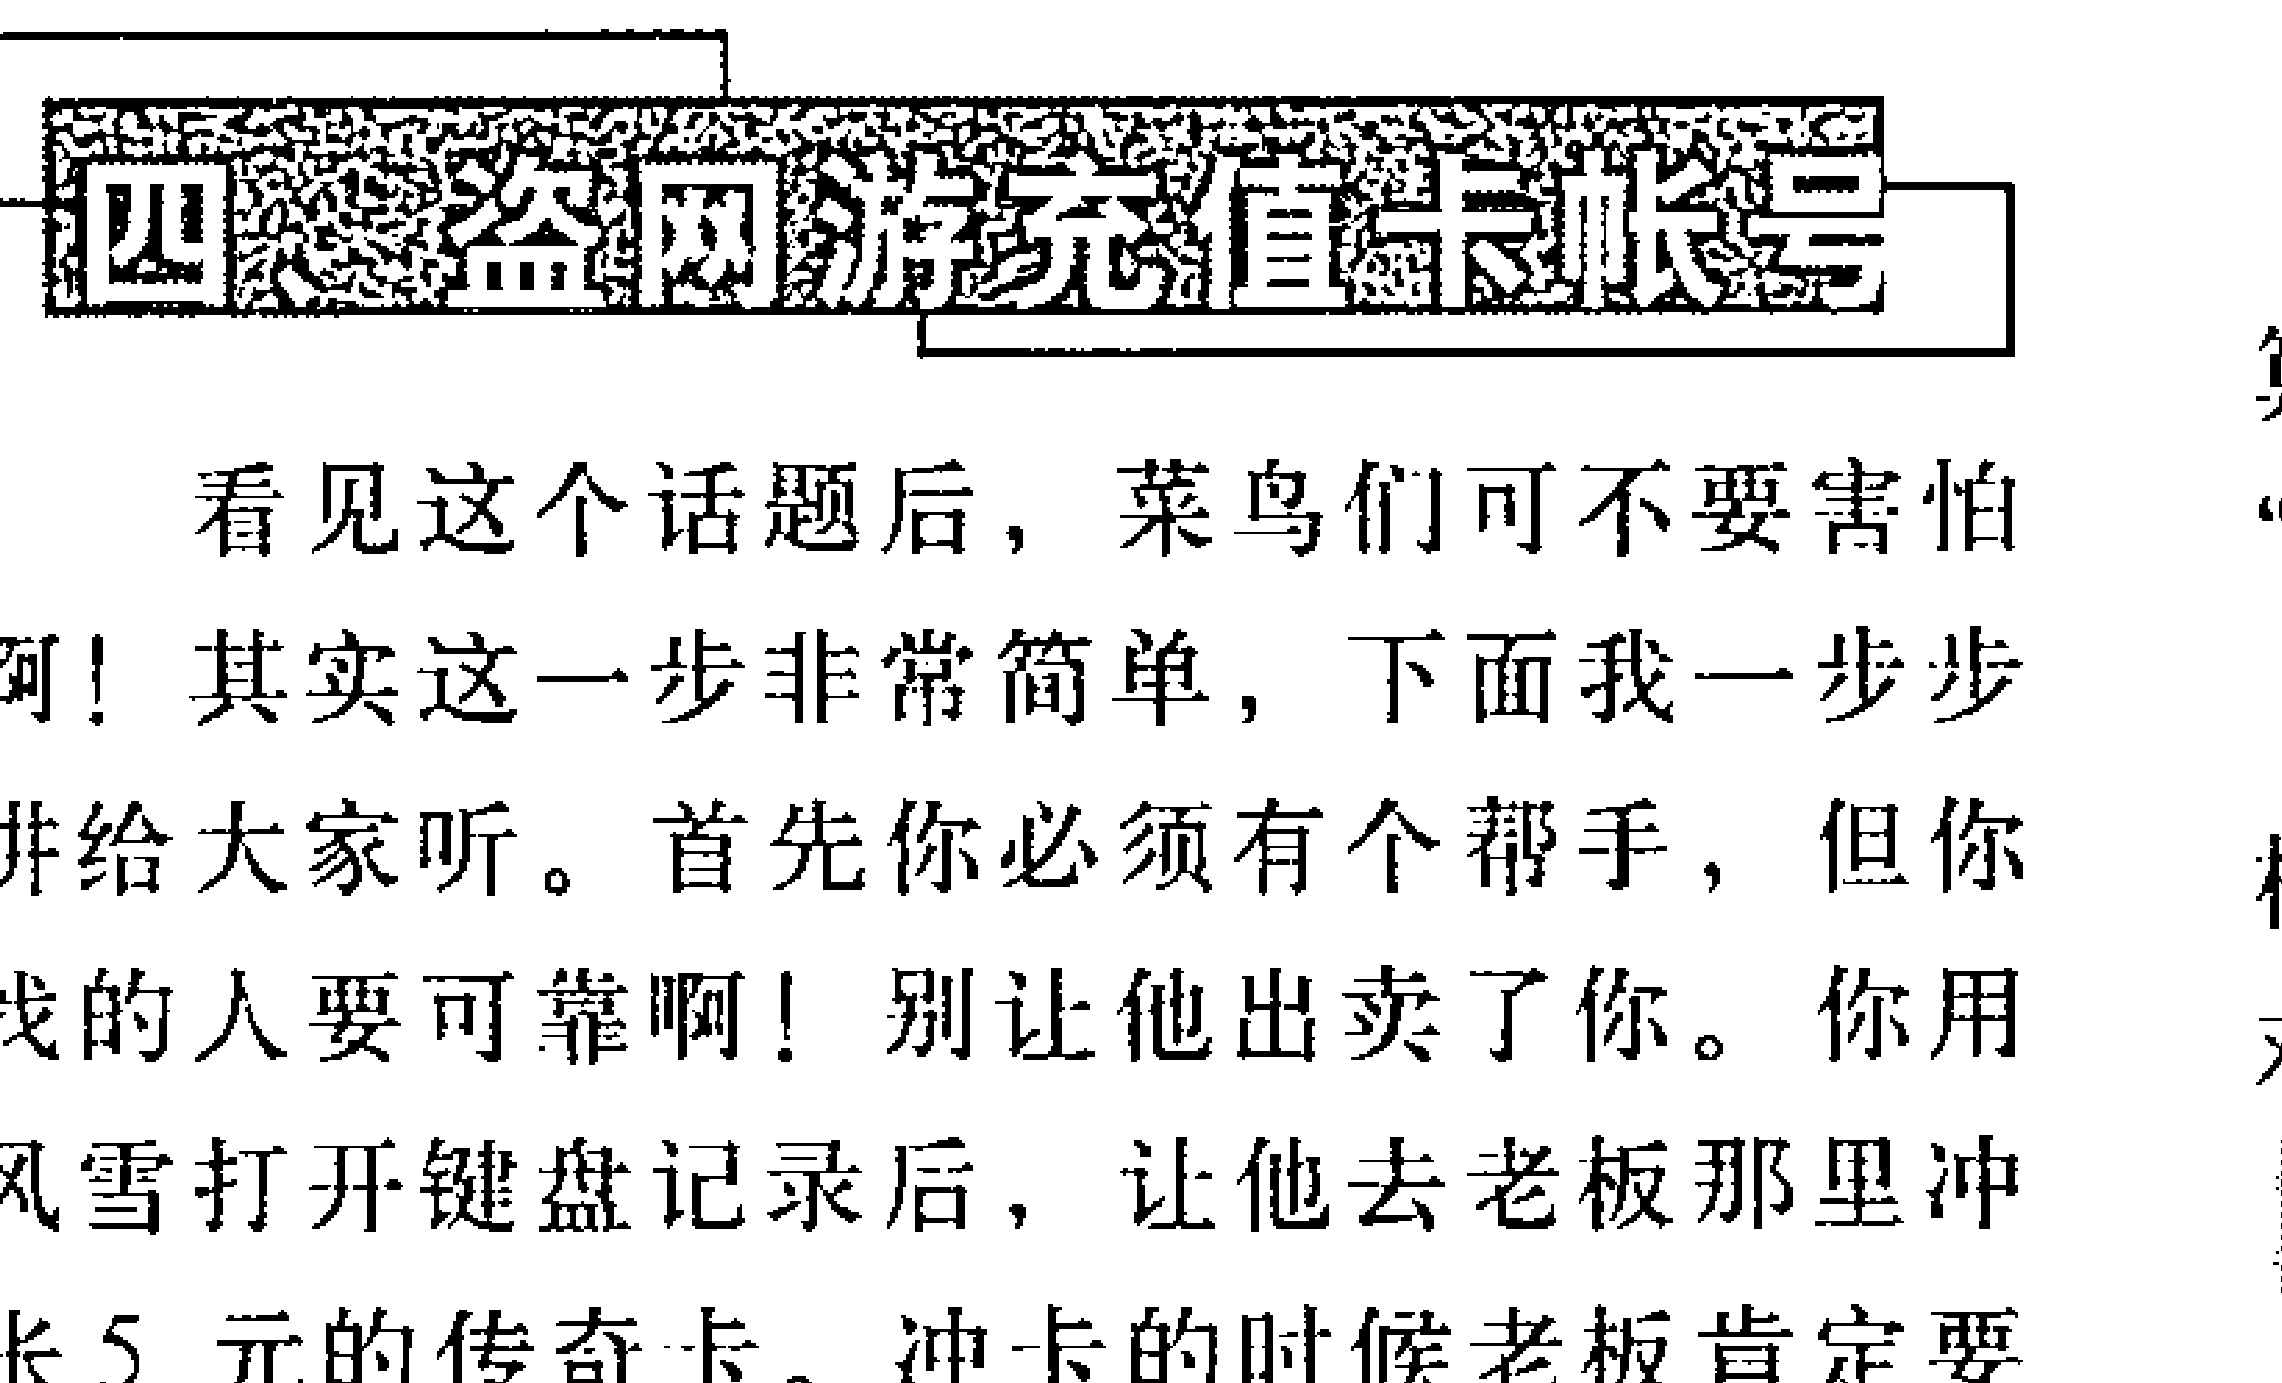 四、盗网游充值卡帐号
看见这个话题后，菜鸟们可不要害怕
啊！其实这一步非常简单，下面我一步步
讲给大家听。首先你必须有个帮手，但你
找的人要可靠啊！别让他出卖了你。你用
风雪打开键盘记录后，让他去老板那里冲
张5元的传奇卡。冲卡的时候老板肯定要